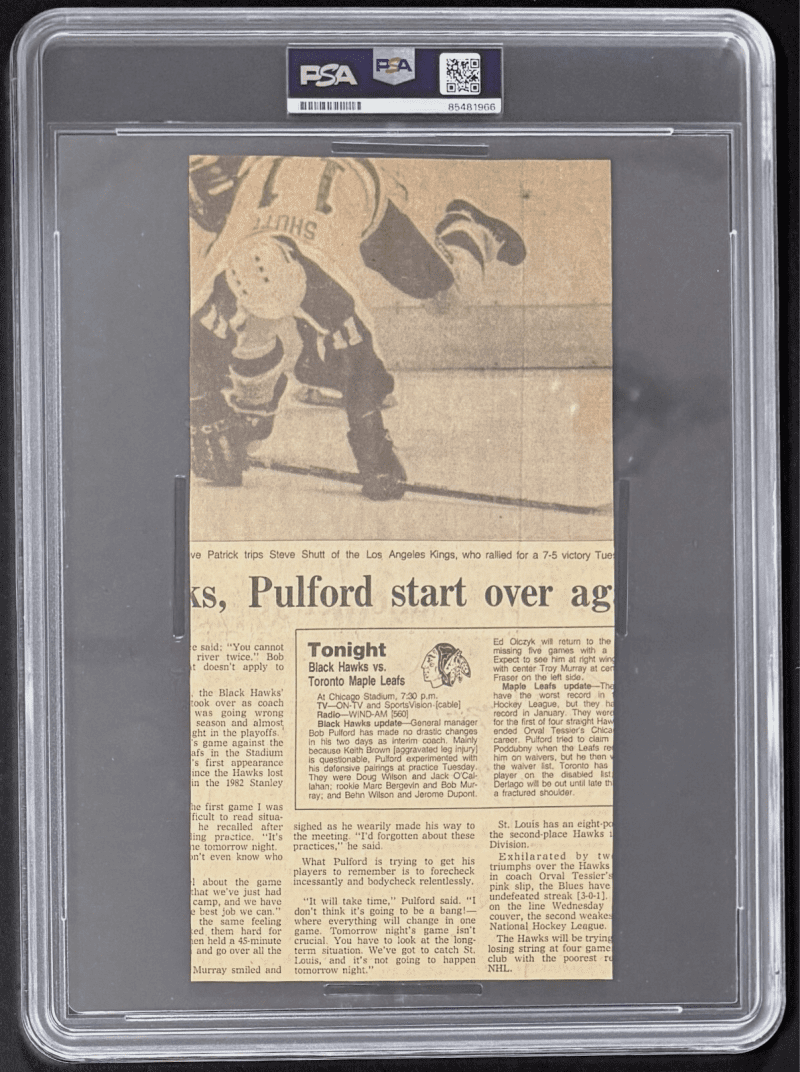 PSA
PSA
85481966
SHUTT
11
ve Patrick trips Steve Shutt of the Los Angeles Kings, who rallied for a 7-5 victory Tues
ks, Pulford start over ag
e said: "You cannot
river twice." Bob
t doesn't apply to
, the Black Hawks'
took over as coach
was going wrong
season and almost
ght in the playoffs.
's game against the
afs in the Stadium
's first appearance
ince the Hawks lost
in the 1982 Stanley
he first game I was
ficult to read situa-
he recalled after
ling practice. "It's
he tomorrow night.
n't even know who
l about the game
that we've just had
camp, and we have
e best job we can."
the same feeling
ked them hard for
en held a 45-minute
and go over all the
Murray smiled and
Tonight
Black Hawks vs.
Toronto Maple Leafs
At Chicago Stadium, 7:30 p.m.
TV—ON-TV and SportsVision-[cable]
Radio—WIND-AM [560]
Black Hawks update—General manager
Bob Pulford has made no drastic changes
in his two days as interim coach. Mainly
because Keith Brown [aggravated leg injury]
is questionable, Pulford experimented with
his defensive pairings at practice Tuesday.
They were Doug Wilson and Jack O'Cal-
lahan; rookie Marc Bergevin and Bob Mur-
ray; and Behn Wilson and Jerome Dupont.
Ed Olczyk will return to the
missing five games with a
Expect to see him at right wing
with center Troy Murray at cen
Fraser on the left side.
Maple Leafs update—The
have the worst record in
Hockey League, but they ha
record in January. They were
for the first of four straight Haw
ended Orval Tessier's Chica
career. Pulford tried to claim
Poddubny when the Leafs re
him on waivers, but he then
the waiver list. Toronto has
player on the disabled list.
Derlago will be out until late th
a fractured shoulder.
sighed as he wearily made his way to
the meeting. "I'd forgotten about these
practices," he said.
What Pulford is trying to get his
players to remember is to forecheck
incessantly and bodycheck relentlessly.
"It will take time," Pulford said. "I
don't think it's going to be a bang!—
where everything will change in one
game. Tomorrow night's game isn't
crucial. You have to look at the long-
term situation. We've got to catch St.
Louis, and it's not going to happen
tomorrow night."
St. Louis has an eight-po
the second-place Hawks i
Division.
Exhilarated by tw
triumphs over the Hawks
in coach Orval Tessier's
pink slip, the Blues have
undefeated streak [3-0-1].
on the line Wednesday
couver, the second weakes
National Hockey League.
The Hawks will be trying
losing string at four game
club with the poorest re
NHL.